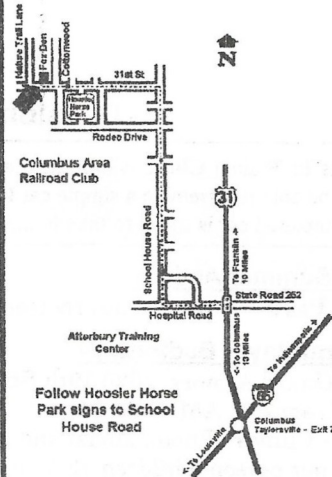 Nature Trail Lane
Fox Den
Cottonwood
31st St
N
Hoosier
Horse
Park
Rodeo Drive
Columbus Area
Railroad Club
31
School House Road
To Franklin
10 Miles
State Road 252
Hospital Road
Atterbury Training
Center
<- To Columbus
10 Miles
To Indianapolis
65
Follow Hoosier Horse
Park signs to School
House Road
Columbus
Taylorsville - Exit
<- To Louisville